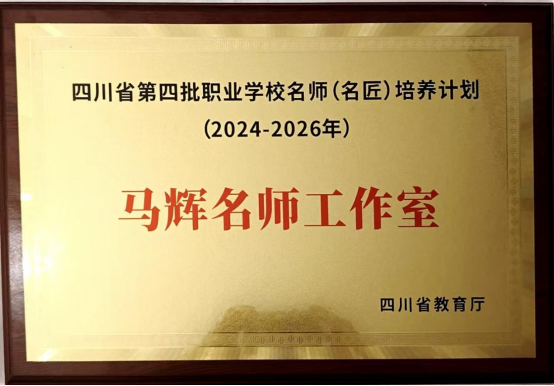 四川省第四批职业学校名师（名匠）培养计划
（2024-2026年）
马辉名师工作室
四川省教育厅